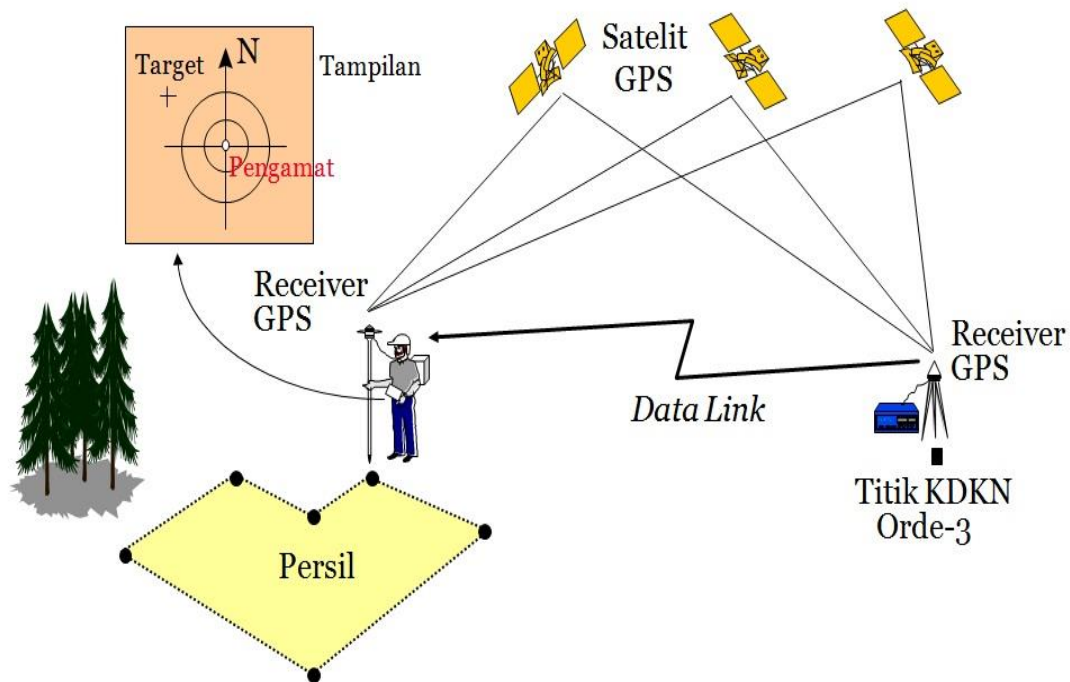 N
Target
Tampilan
Pengamat
Satelit
GPS
Receiver
GPS
Receiver
GPS
Data Link
Titik KDKN
Orde-3
Persil